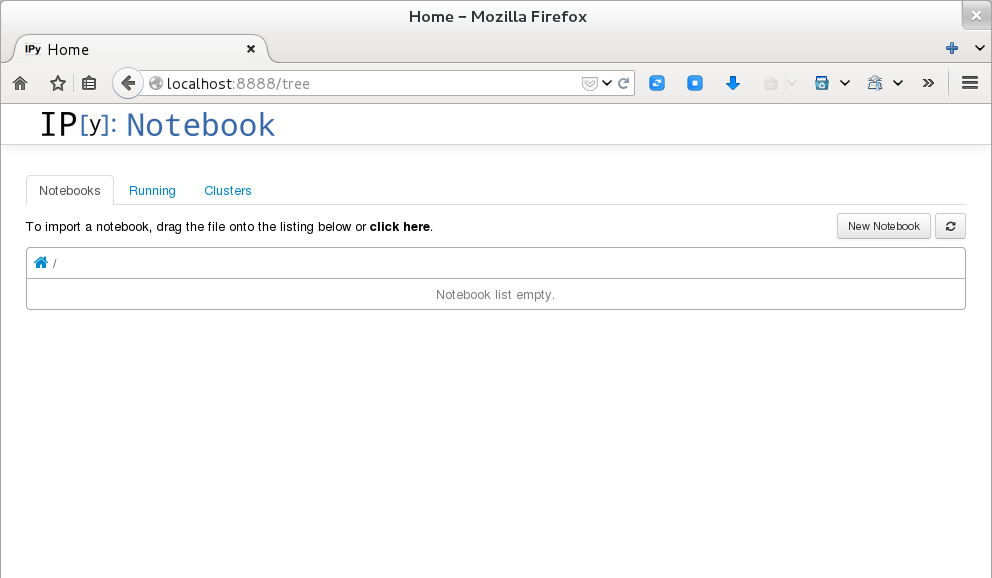 Home – Mozilla Firefox
IPy Home
localhost:8888/tree
IP[y]: Notebook
Notebooks Running Clusters
To import a notebook, drag the file onto the listing below or click here. New Notebook
/
Notebook list empty.